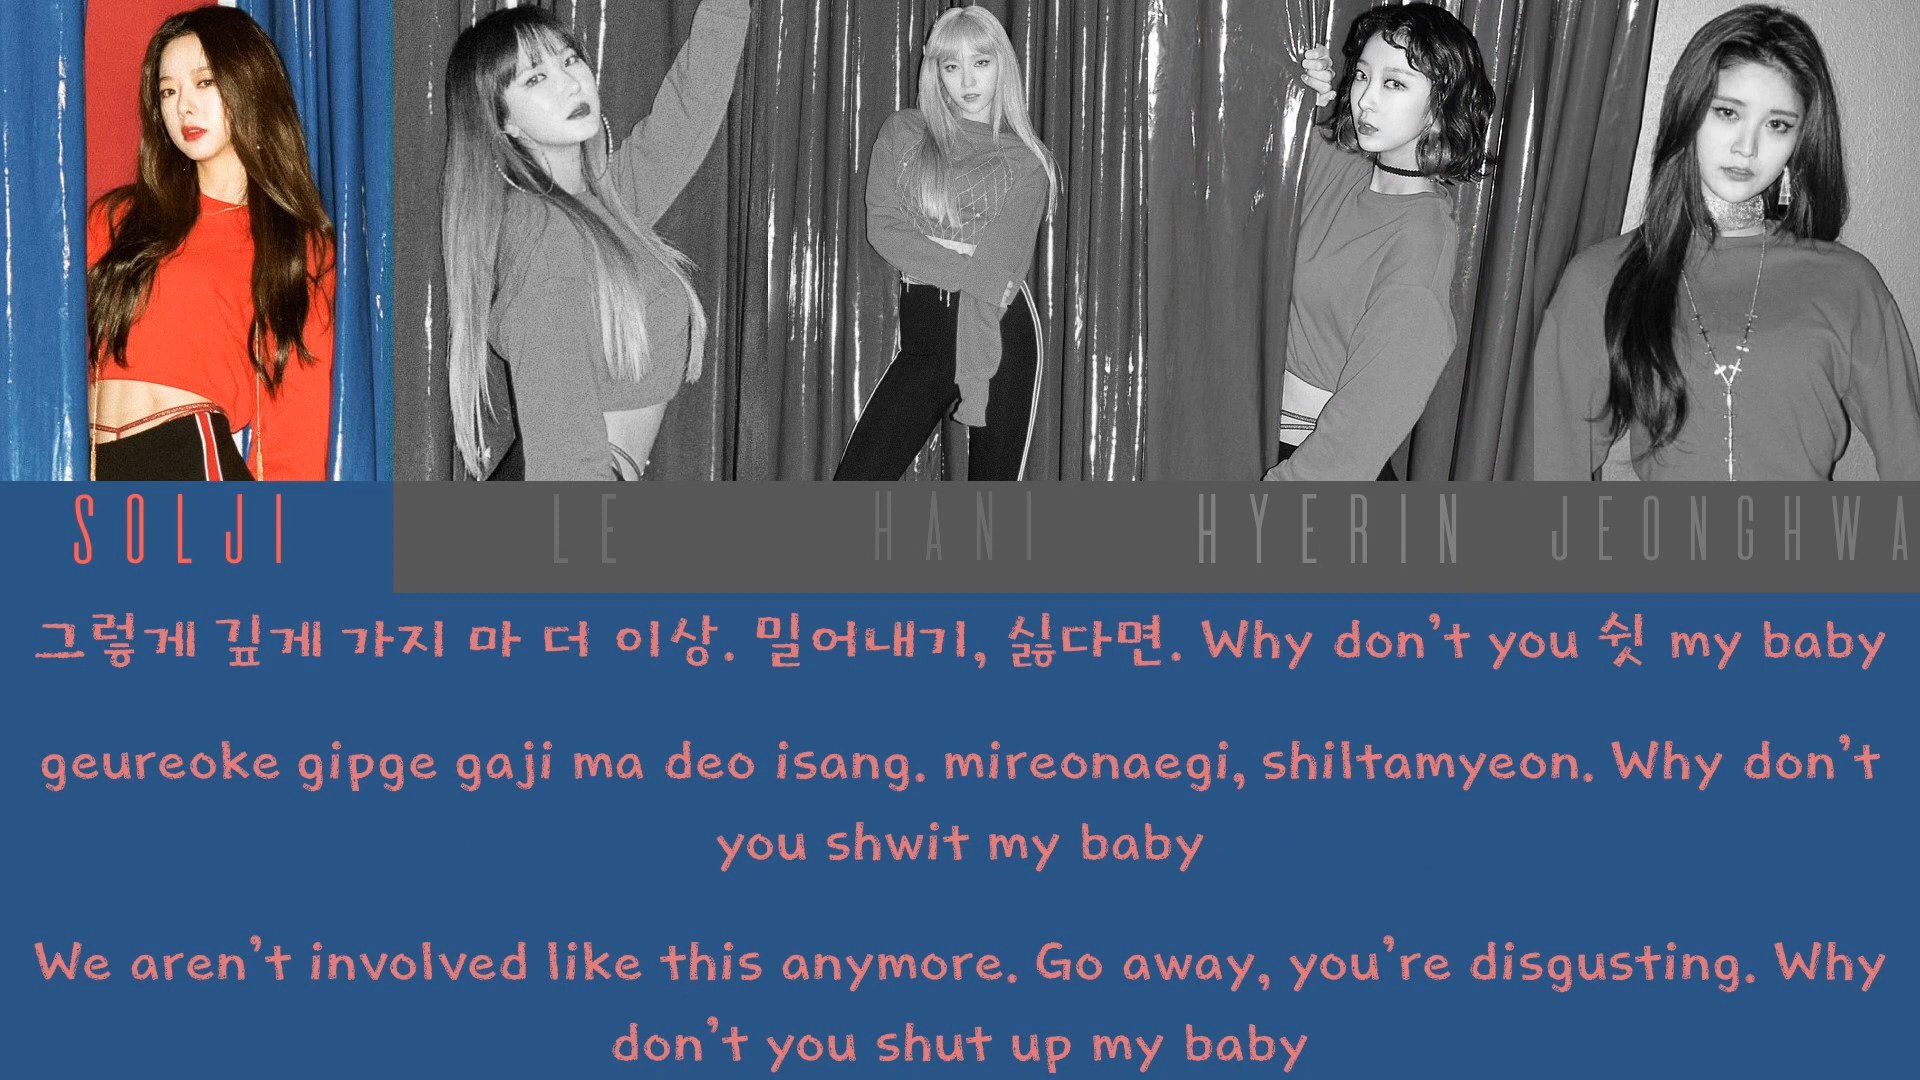 SOLJI LE HANI HYERIN JEONGHWA
그렇게 깊게 가지 마 더 이상. 밀어내기, 싫다면. Why don't you 쉿 my baby
geureoke gipge gaji ma deo isang. mireonaegi, shiltamyeon. Why don't
you shwit my baby
We aren't involved like this anymore. Go away, you're disgusting. Why
don't you shut up my baby